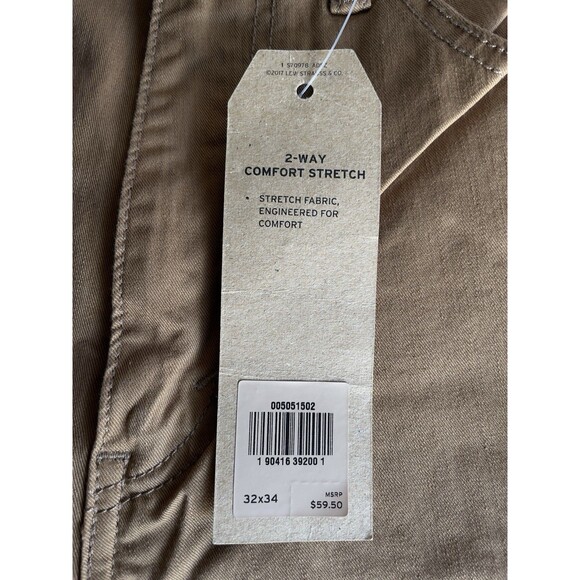 ©2017 LEVI STRAUSS & CO.
2-WAY
COMFORT STRETCH
• STRETCH FABRIC,
ENGINEERED FOR
COMFORT
005051502
1 90416 39200 1
MSRP
32x34 $59.50